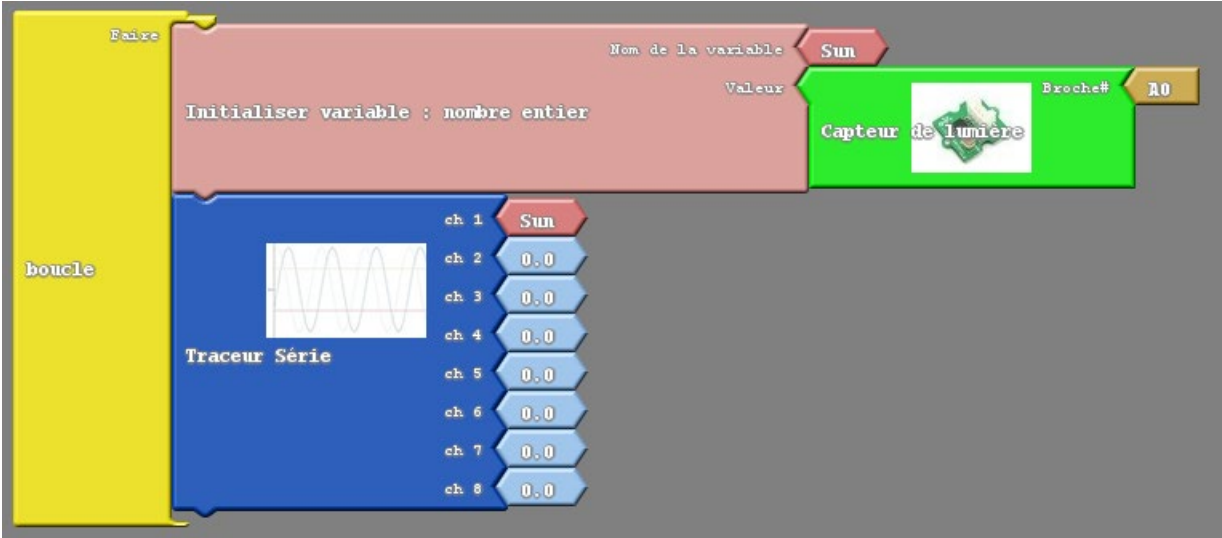 Faire
Nom de la variable Sun
Valeur
Broche# A0
Initialiser variable : nombre entier
Capteur de lumière
ch 1 Sun
ch 2 0.0
ch 3 0.0
ch 4 0.0
ch 5 0.0
ch 6 0.0
ch 7 0.0
ch 8 0.0
boucle
Traceur Série